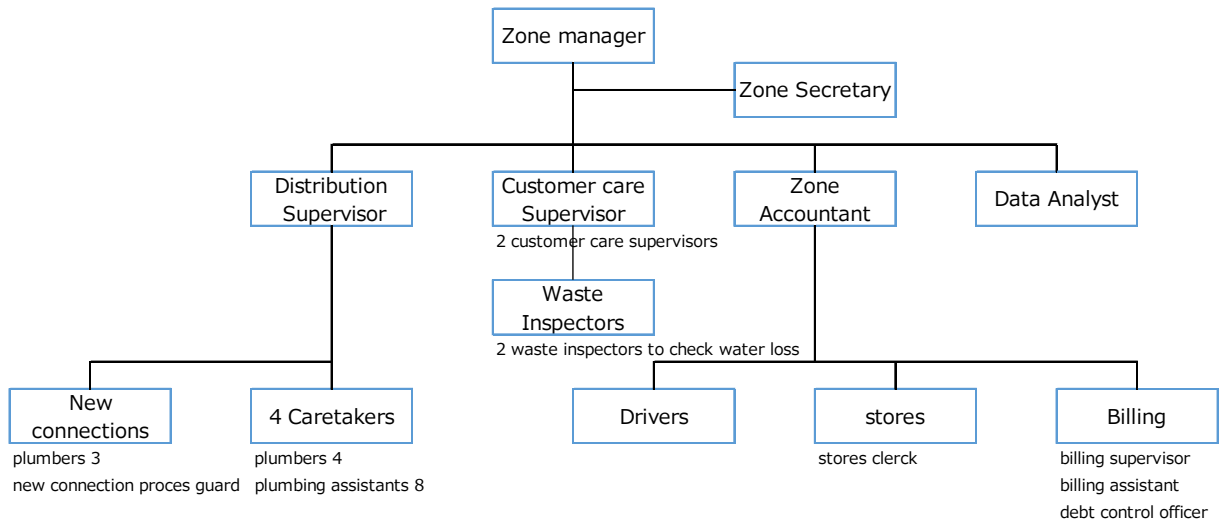 Zone manager
Zone Secretary
Distribution
Supervisor
Customer care
Supervisor
2 customer care supervisors
Zone
Accountant
Data Analyst
Waste
Inspectors
2 waste inspectors to check water loss
New
connections
plumbers 3
new connection proces guard
4 Caretakers
plumbers 4
plumbing assistants 8
Drivers
stores
stores clerck
Billing
billing supervisor
billing assistant
debt control officer